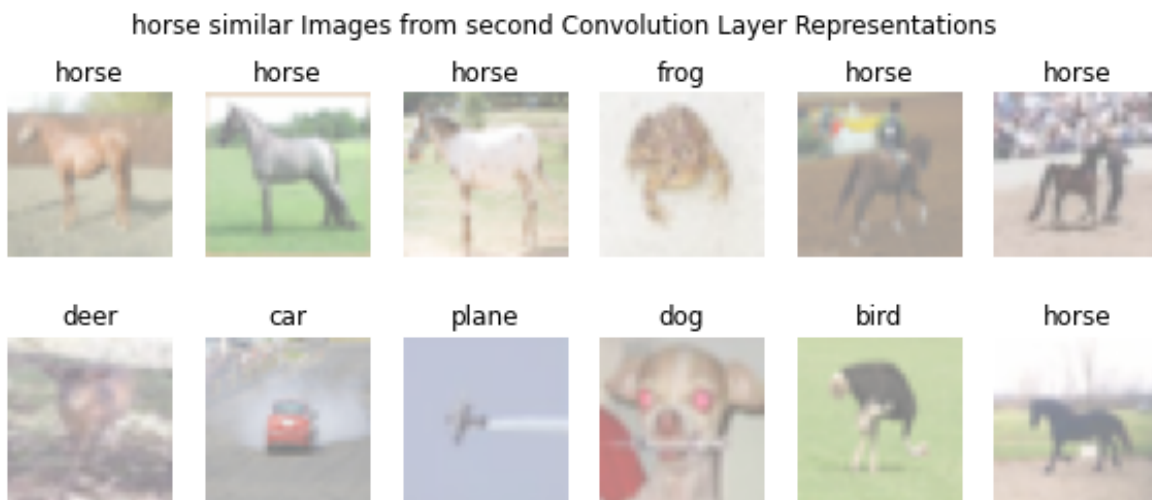 horse similar Images from second Convolution Layer Representations
horse horse horse frog horse horse
deer car plane dog bird horse